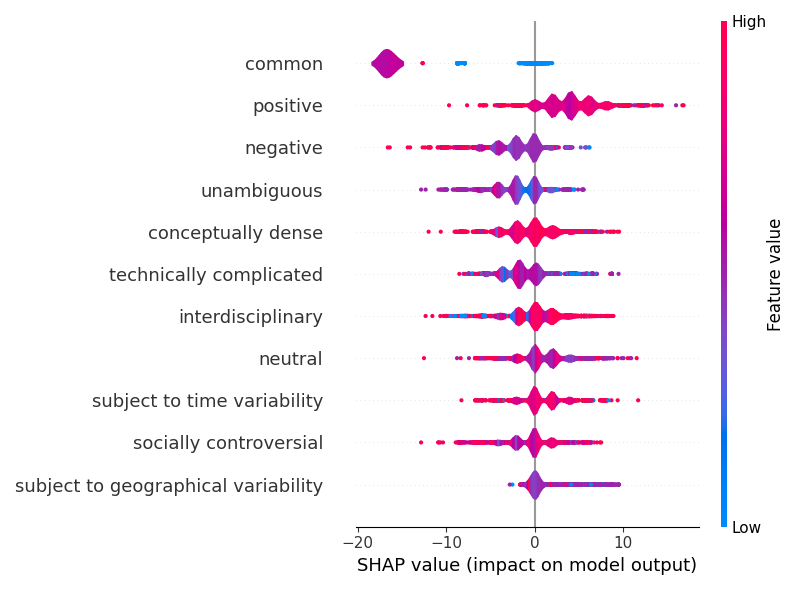 High
common
positive
negative
unambiguous
conceptually dense
technically complicated
interdisciplinary
neutral
subject to time variability
socially controversial
subject to geographical variability
Feature value
Low
−20 −10 0 10
SHAP value (impact on model output)